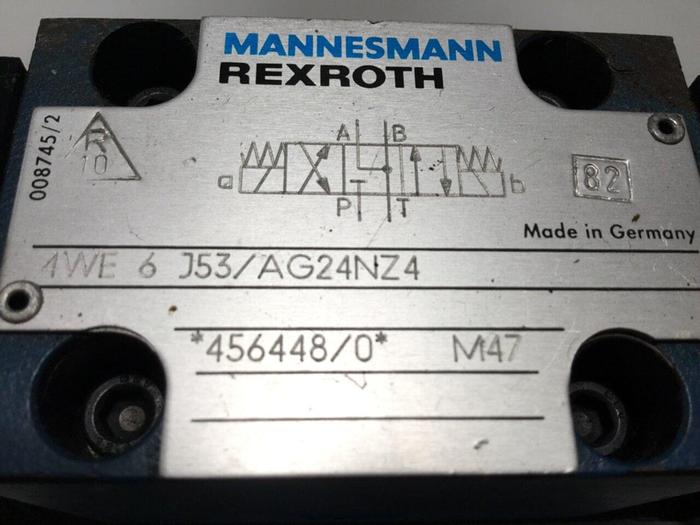 MANNESMANN
REXROTH
008745/2
R
10
A B
a b
P T
82
Made in Germany
4WE 6 J53/AG24NZ4
*456448/0* M47